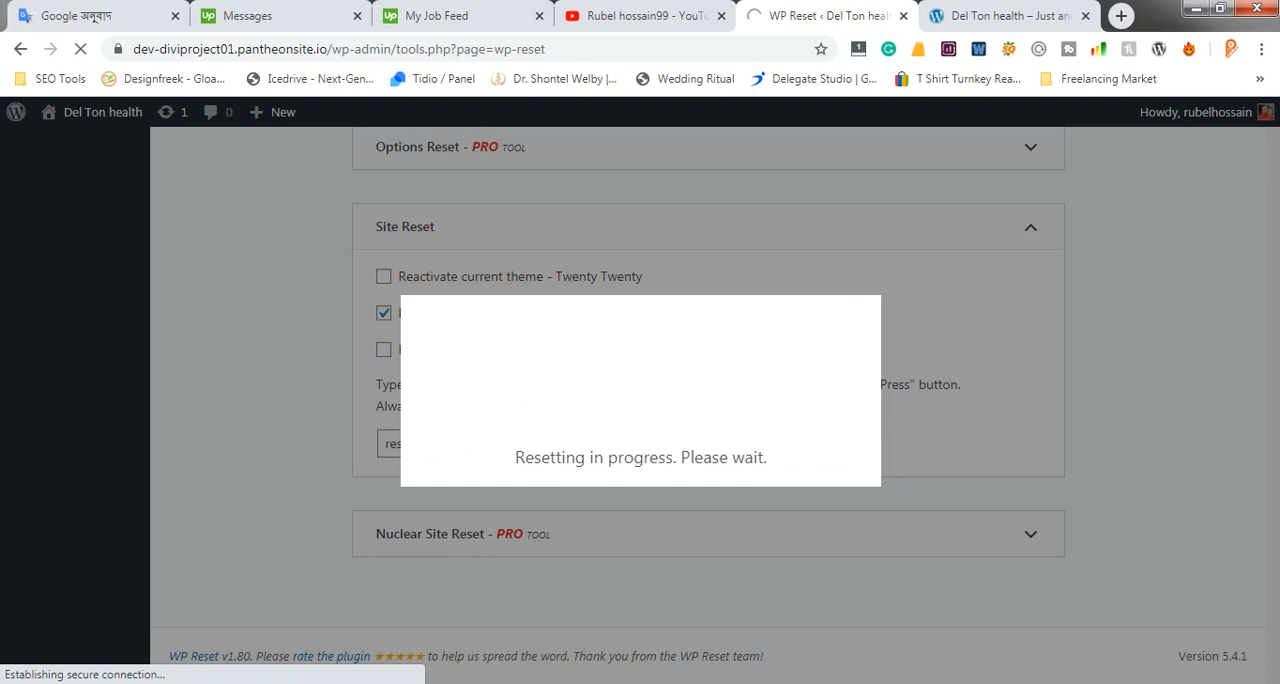 Google অনুবাদ
Messages
My Job Feed
Rubel hossain99 - YouTu
WP Reset ‹ Del Ton heal
Del Ton health – Just an
dev-diviproject01.pantheonsite.io/wp-admin/tools.php?page=wp-reset
SEO Tools
Designfreek - Gloa...
Icedrive - Next-Gen...
Tidio / Panel
Dr. Shontel Welby |...
Wedding Ritual
Delegate Studio | G...
T Shirt Turnkey Rea...
Freelancing Market
»
Del Ton health
1
0
New
Howdy, rubelhossain
Options Reset - PRO TOOL
Site Reset
Reactivate current theme - Twenty Twenty
Type
Press" button.
Alwa
res
Resetting in progress. Please wait.
Nuclear Site Reset - PRO TOOL
WP Reset v1.80. Please rate the plugin ★★★★★ to help us spread the word. Thank you from the WP Reset team!
Version 5.4.1
Establishing secure connection...